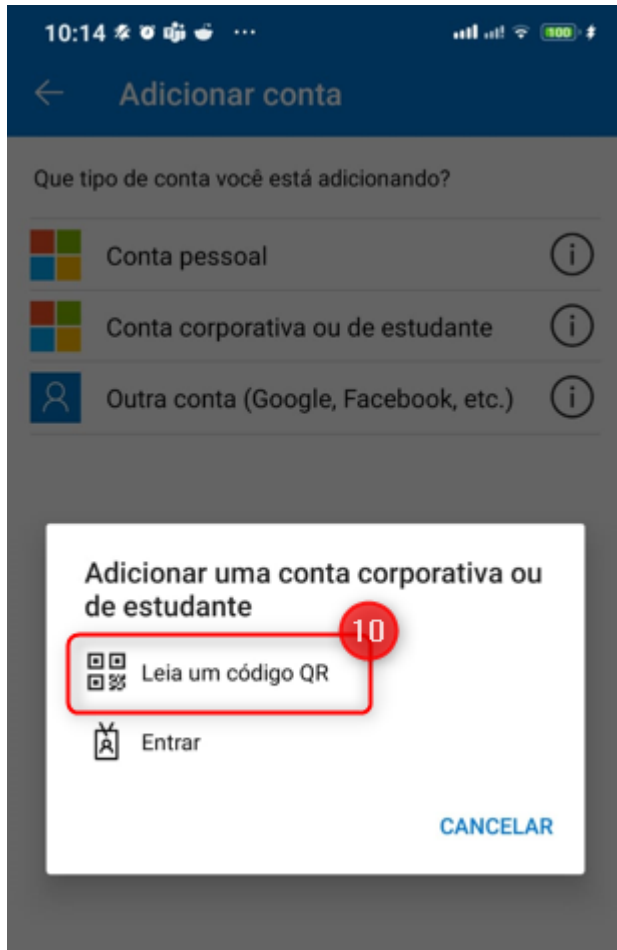 10:14
100
Adicionar conta
Que tipo de conta você está adicionando?
Conta pessoal
Conta corporativa ou de estudante
Outra conta (Google, Facebook, etc.)
Adicionar uma conta corporativa ou
de estudante
10
Leia um código QR
Entrar
CANCELAR